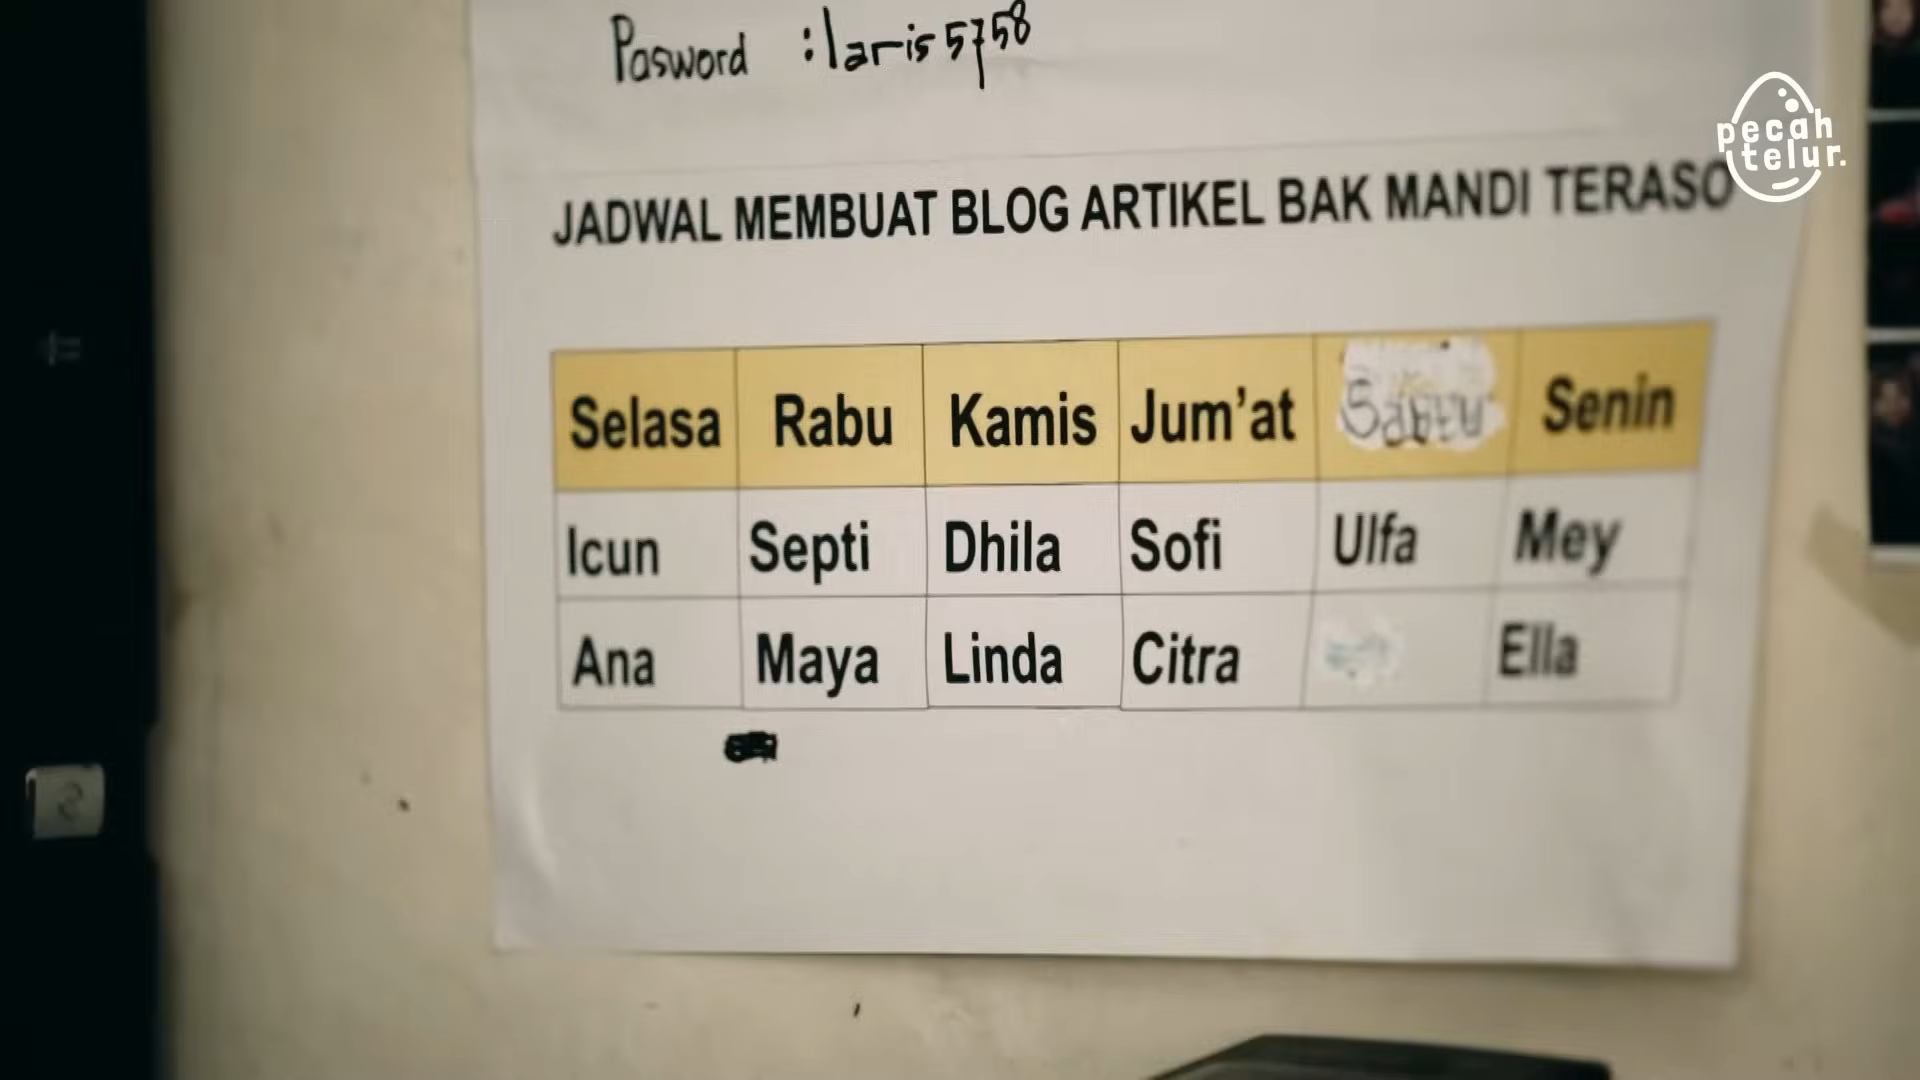 Pasword : laris5758
pecah
telur.
JADWAL MEMBUAT BLOG ARTIKEL BAK MANDI TERASO
Selasa Rabu Kamis Jum'at Sabtu Senin
Icun Septi Dhila Sofi Ulfa Mey
Ana Maya Linda Citra Ella